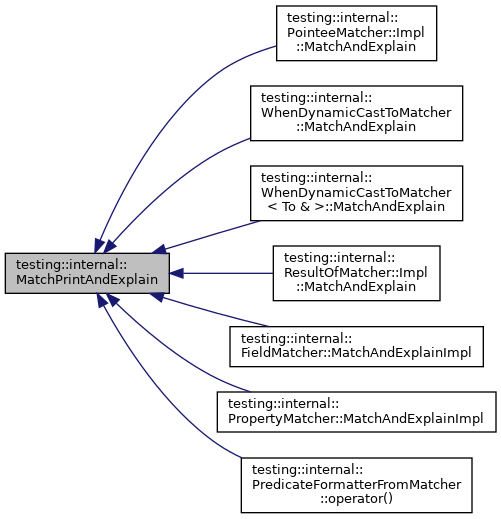 testing::internal::
PointeeMatcher::Impl
::MatchAndExplain
testing::internal::
WhenDynamicCastToMatcher
::MatchAndExplain
testing::internal::
WhenDynamicCastToMatcher
< To & >::MatchAndExplain
testing::internal::
MatchPrintAndExplain
testing::internal::
ResultOfMatcher::Impl
::MatchAndExplain
testing::internal::
FieldMatcher::MatchAndExplainImpl
testing::internal::
PropertyMatcher::MatchAndExplainImpl
testing::internal::
PredicateFormatterFromMatcher
::operator()